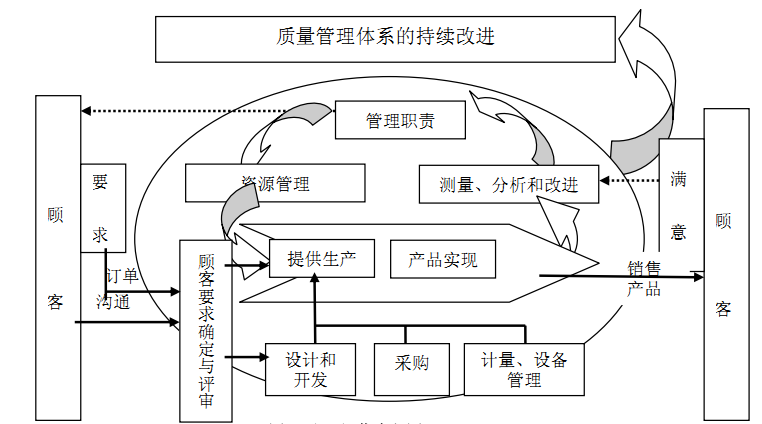 质量管理体系的持续改进
管理职责
资源管理
测量、分析和改进
要
求
满
意
顾
客
顾
客
顾客要求确定与评审
提供生产
产品实现
订单
沟通
销售
产品
设计和
开发
采购
计量、设备
管理